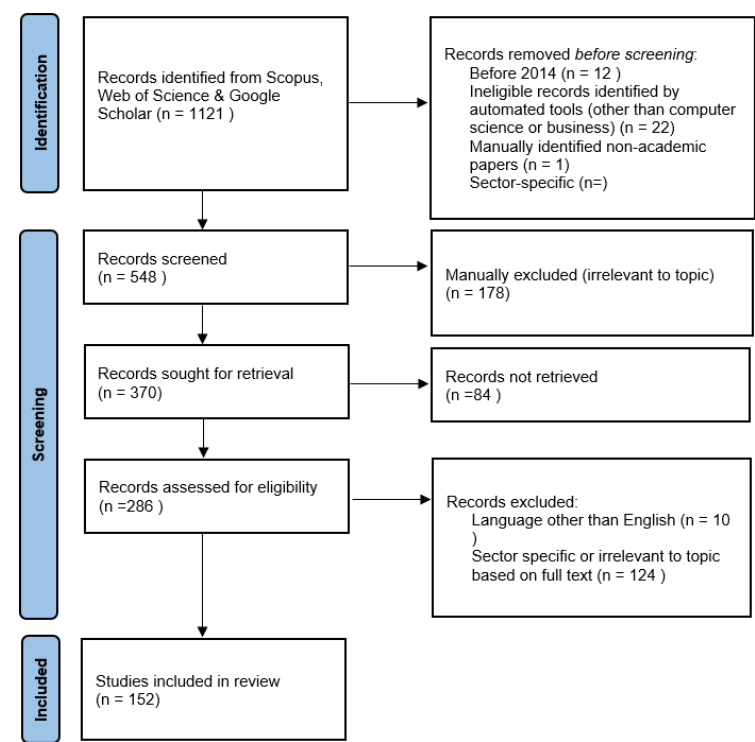 Identification
Records identified from Scopus,
Web of Science & Google
Scholar (n = 1121 )
Records removed before screening:
Before 2014 (n = 12 )
Ineligible records identified by
automated tools (other than computer
science or business) (n = 22)
Manually identified non-academic
papers (n = 1)
Sector-specific (n=)
Screening
Records screened
(n = 548 )
Manually excluded (irrelevant to topic)
(n = 178)
Records sought for retrieval
(n = 370)
Records not retrieved
(n =84 )
Records assessed for eligibility
(n =286 )
Records excluded:
Language other than English (n = 10
)
Sector specific or irrelevant to topic
based on full text (n = 124 )
Included
Studies included in review
(n = 152)